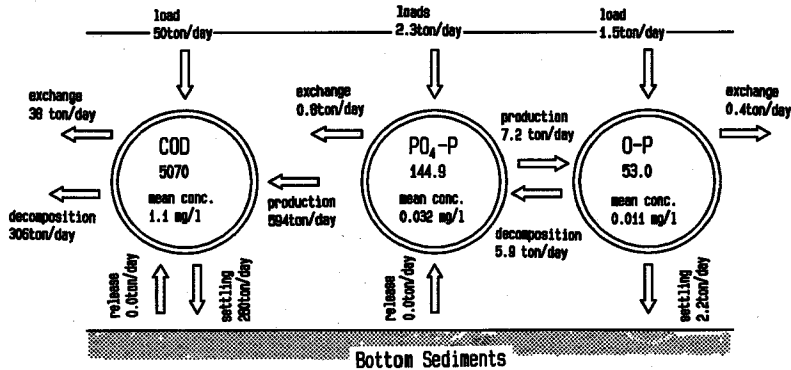 load
50ton/day
loads
2.3ton/day
load
1.5ton/day
exchange
38 ton/day
COD
5070
mean conc.
1.1 mg/l
decomposition
306ton/day
release
0.0ton/day
settling
280ton/day
production
594ton/day
exchange
0.8ton/day
PO₄-P
144.9
mean conc.
0.032 mg/l
release
0.0ton/day
production
7.2 ton/day
decomposition
5.9 ton/day
O-P
53.0
mean conc.
0.011 mg/l
exchange
0.4ton/day
settling
2.2ton/day
Bottom Sediments